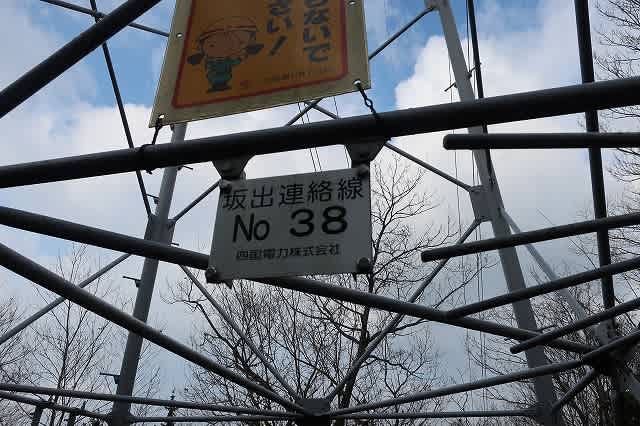 ないで
さい!
坂出連絡線
No 38
四国電力株式会社